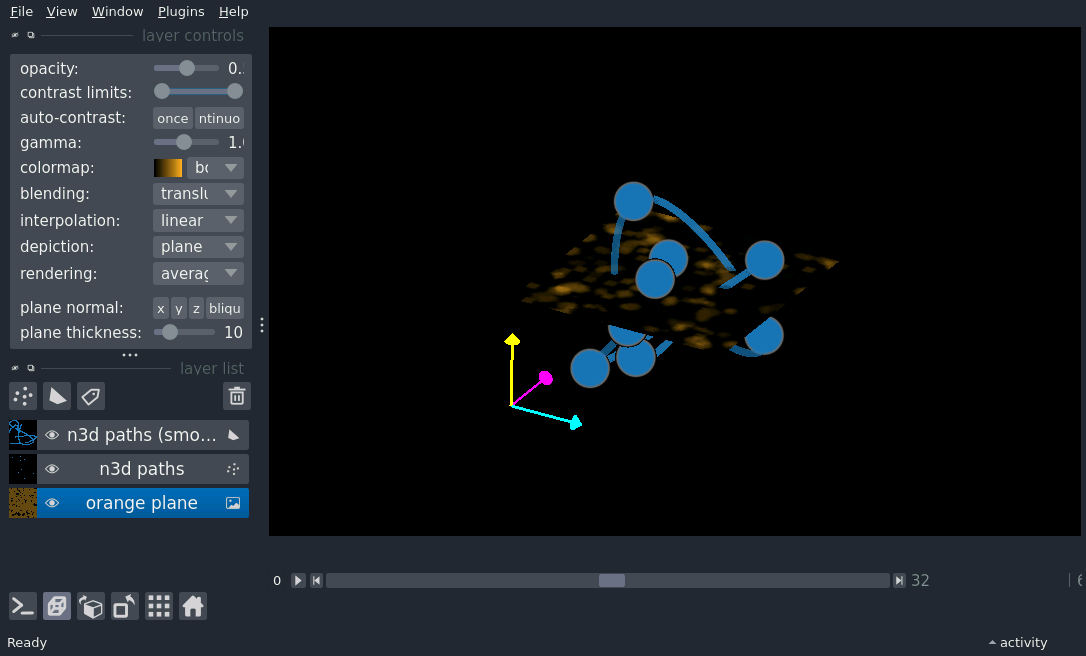 File View Window Plugins Help
layer controls
opacity: 0.
contrast limits:
auto-contrast: once ntinuo
gamma: 1.
colormap: bo
blending: translu
interpolation: linear
depiction: plane
rendering: averag
plane normal: x y z bliqu
plane thickness: 10
layer list
n3d paths (smo...
n3d paths
orange plane
0 32
Ready activity